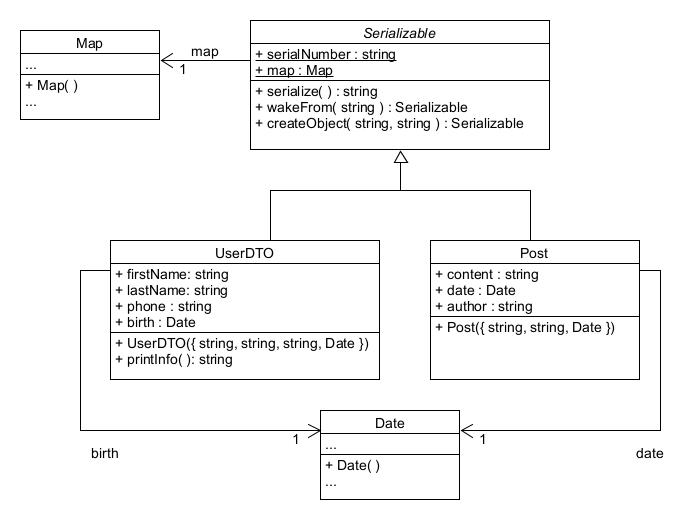 Map
...
+ Map( )
...
map
1
Serializable
+ serialNumber : string
+ map : Map
+ serialize( ) : string
+ wakeFrom( string ) : Serializable
+ createObject( string, string ) : Serializable
UserDTO
+ firstName: string
+ lastName: string
+ phone : string
+ birth : Date
+ UserDTO({ string, string, string, Date })
+ printInfo( ): string
Post
+ content : string
+ date : Date
+ author : string
+ Post({ string, string, Date })
birth
1
Date
...
+ Date( )
...
1
date